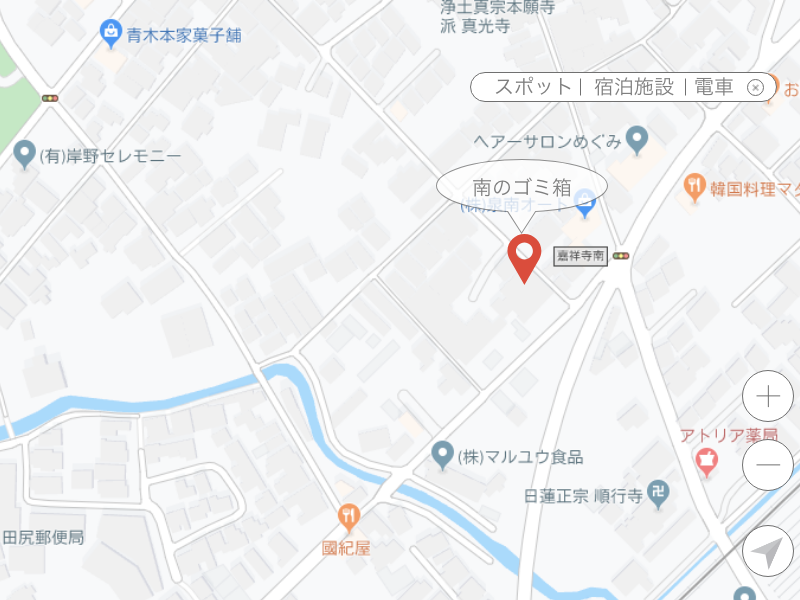 浄土真宗本願寺
派 真光寺
青木本家菓子舗
スポット | 宿泊施設 | 電車
お
ヘアーサロンめぐみ
(有)岸野セレモニー
南のゴミ箱
韓国料理マダ
(株)泉南オート
嘉祥寺南
アトリア薬局
(株)マルユウ食品
日蓮正宗 順行寺
田尻郵便局
國紀屋